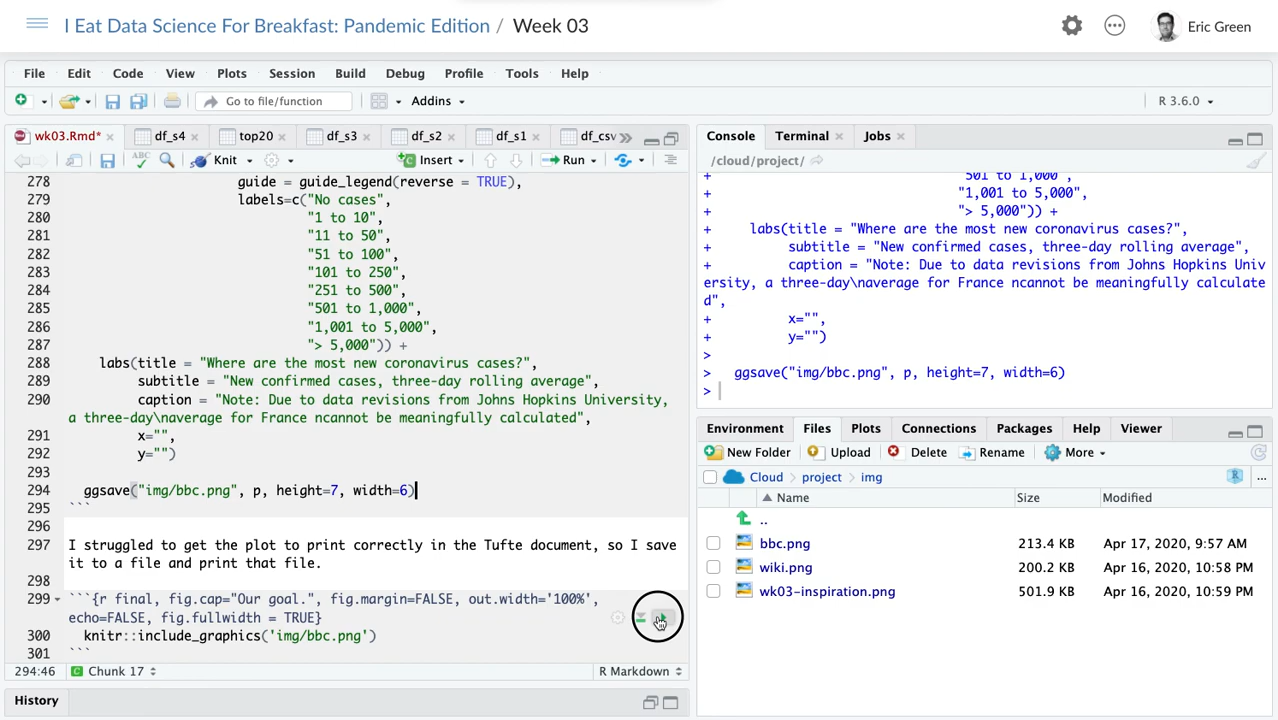 I Eat Data Science For Breakfast: Pandemic Edition / Week 03
Eric Green
File Edit Code View Plots Session Build Debug Profile Tools Help
Go to file/function Addins R 3.6.0
wk03.Rmd* df_s4 top20 df_s3 df_s2 df_s1 df_csv
Knit Insert Run
278 guide = guide_legend(reverse = TRUE),
279 labels=c("No cases",
280 "1 to 10",
281 "11 to 50",
282 "51 to 100",
283 "101 to 250",
284 "251 to 500",
285 "501 to 1,000",
286 "1,001 to 5,000",
287 "> 5,000")) +
288 labs(title = "Where are the most new coronavirus cases?",
289 subtitle = "New confirmed cases, three-day rolling average",
290 caption = "Note: Due to data revisions from Johns Hopkins University,
a three-day\naverage for France ncannot be meaningfully calculated",
291 x="",
292 y="")
293
294 ggsave("img/bbc.png", p, height=7, width=6)
295 ```
296
297 I struggled to get the plot to print correctly in the Tufte document, so I save
it to a file and print that file.
298
299 ```{r final, fig.cap="Our goal.", fig.margin=FALSE, out.width='100%',
echo=FALSE, fig.fullwidth = TRUE}
300 knitr::include_graphics('img/bbc.png')
301 ```
294:46 Chunk 17 R Markdown
History
Console Terminal Jobs
/cloud/project/
+ "501 to 1,000",
+ "1,001 to 5,000",
+ "> 5,000")) +
+ labs(title = "Where are the most new coronavirus cases?",
+ subtitle = "New confirmed cases, three-day rolling average",
+ caption = "Note: Due to data revisions from Johns Hopkins Univ
ersity, a three-day\naverage for France ncannot be meaningfully calculate
d",
+ x="",
+ y="")
>
> ggsave("img/bbc.png", p, height=7, width=6)
>
Environment Files Plots Connections Packages Help Viewer
New Folder Upload Delete Rename More
Cloud project img ...
Name Size Modified
..
bbc.png 213.4 KB Apr 17, 2020, 9:57 AM
wiki.png 200.2 KB Apr 16, 2020, 10:58 PM
wk03-inspiration.png 501.9 KB Apr 16, 2020, 10:59 PM